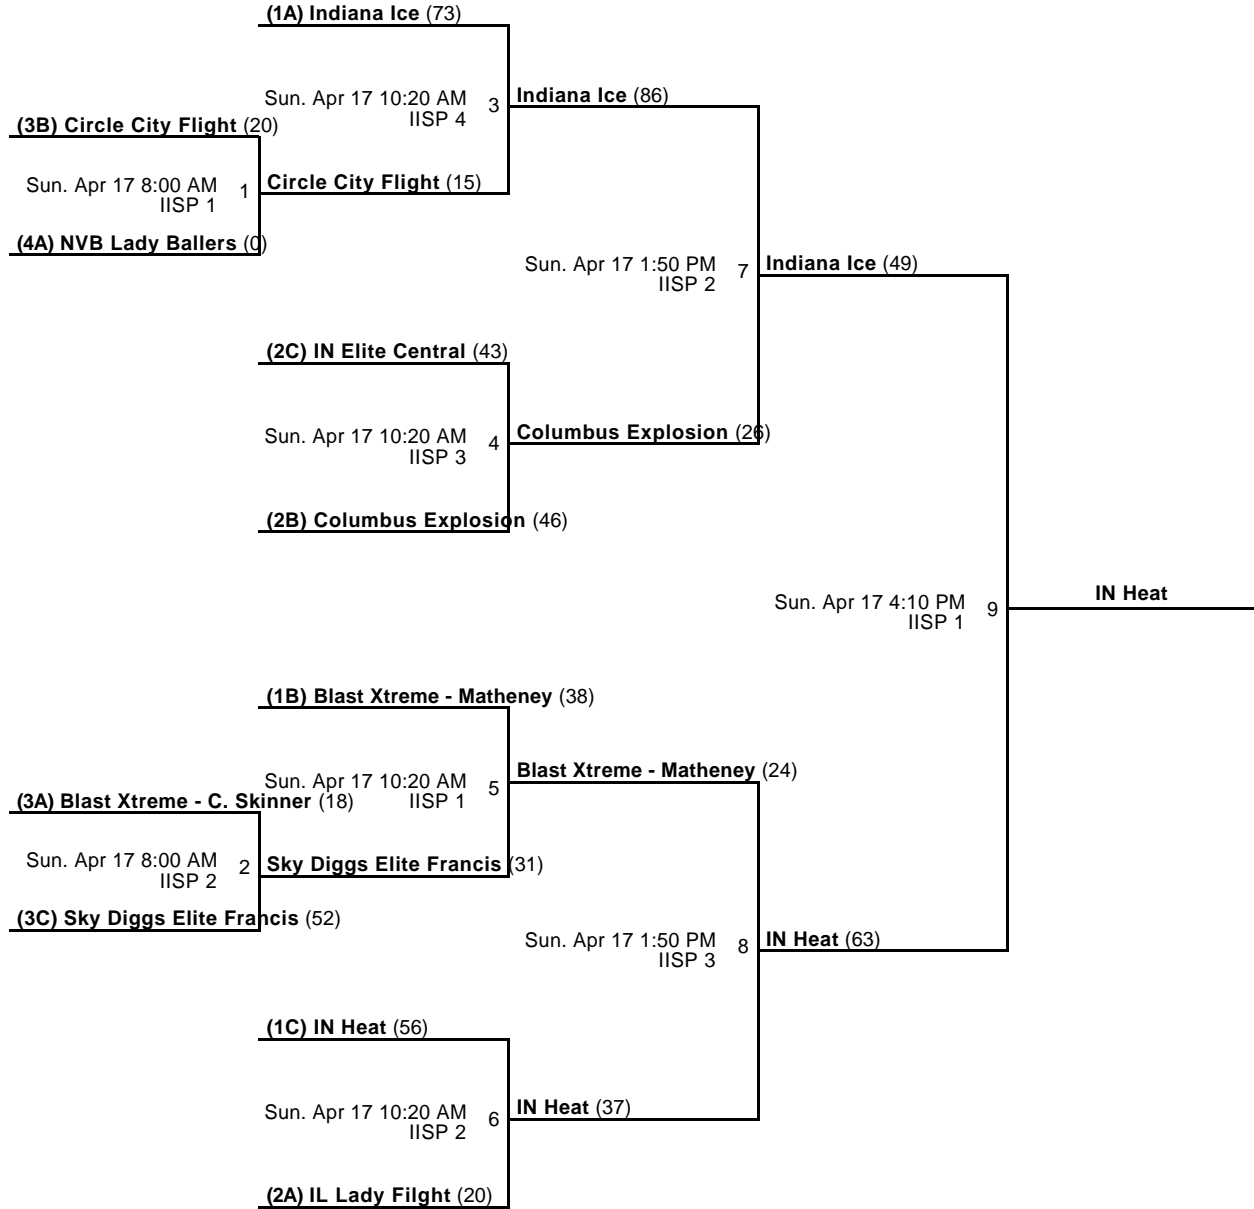 (1A) Indiana Ice (73)
Sun. Apr 17 10:20 AM
IISP 4
3
Indiana Ice (86)
(3B) Circle City Flight (20)
Sun. Apr 17 8:00 AM
IISP 1
1
Circle City Flight (15)
(4A) NVB Lady Ballers (0)
Sun. Apr 17 1:50 PM
IISP 2
7
Indiana Ice (49)
(2C) IN Elite Central (43)
Sun. Apr 17 10:20 AM
IISP 3
4
Columbus Explosion (26)
(2B) Columbus Explosion (46)
Sun. Apr 17 4:10 PM
IISP 1
9
IN Heat
(1B) Blast Xtreme - Matheney (38)
Sun. Apr 17 10:20 AM
IISP 1
5
Blast Xtreme - Matheney (24)
(3A) Blast Xtreme - C. Skinner (18)
Sun. Apr 17 8:00 AM
IISP 2
2
Sky Diggs Elite Francis (31)
(3C) Sky Diggs Elite Francis (52)
Sun. Apr 17 1:50 PM
IISP 3
8
IN Heat (63)
(1C) IN Heat (56)
Sun. Apr 17 10:20 AM
IISP 2
6
IN Heat (37)
(2A) IL Lady Filght (20)